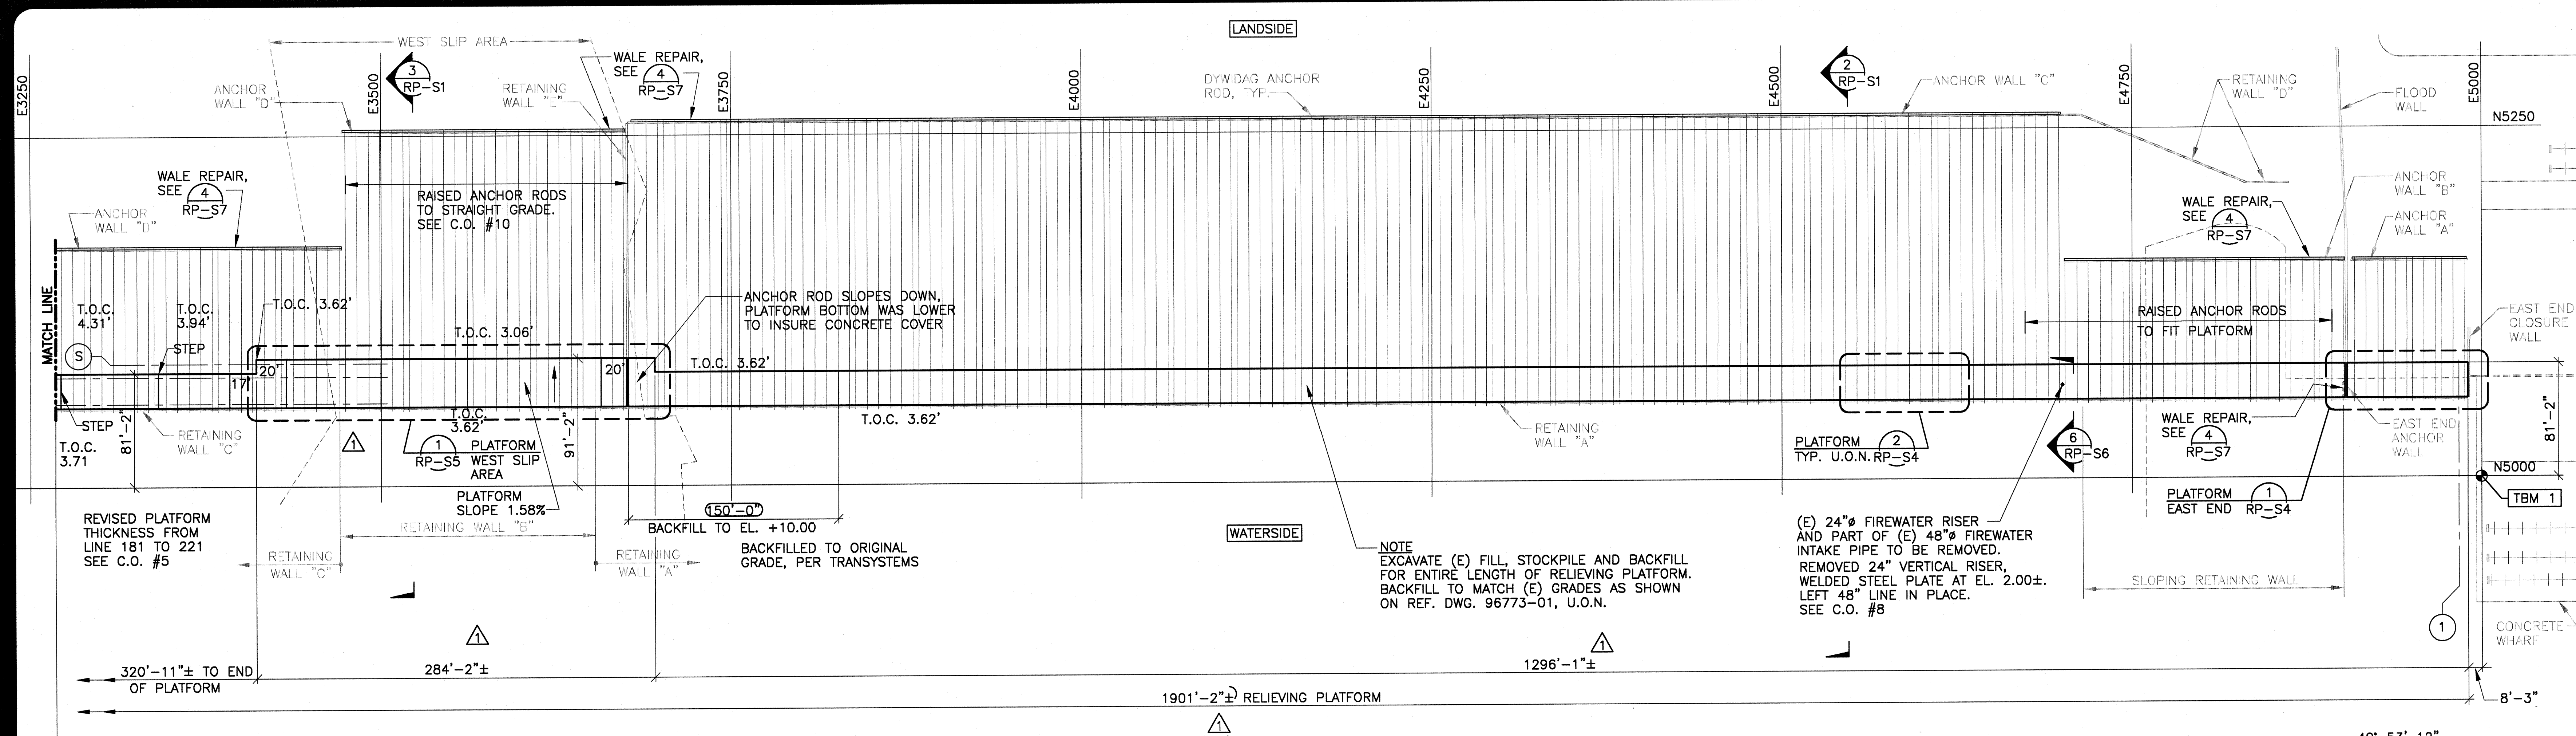 LANDSIDE
WEST SLIP AREA
E3250
E3500
E3750
E4000
E4250
E4500
E4750
E5000
3
RP-S1
WALE REPAIR,
SEE
4
RP-S7
ANCHOR
WALL "D"
RETAINING
WALL "E"
DYWIDAG ANCHOR
ROD, TYP.
2
RP-S1
ANCHOR WALL "C"
RETAINING
WALL "D"
FLOOD
WALL
N5250
WALE REPAIR,
SEE
4
RP-S7
ANCHOR
WALL "D"
RAISED ANCHOR RODS
TO STRAIGHT GRADE.
SEE C.O. #10
WALE REPAIR,
SEE
4
RP-S7
ANCHOR
WALL "B"
ANCHOR
WALL "A"
MATCH LINE
T.O.C.
4.31'
T.O.C.
3.94'
T.O.C. 3.62'
T.O.C. 3.06'
ANCHOR ROD SLOPES DOWN,
PLATFORM BOTTOM WAS LOWER
TO INSURE CONCRETE COVER
RAISED ANCHOR RODS
TO FIT PLATFORM
EAST END
CLOSURE
WALL
S
STEP
17'
20'
20'
T.O.C. 3.62'
STEP
T.O.C.
3.71
81'-2"
RETAINING
WALL "C"
1
T.O.C.
3.62'
1
RP-S5
PLATFORM
WEST SLIP
AREA
91'-2"
T.O.C. 3.62'
RETAINING
WALL "A"
PLATFORM
TYP. U.O.N.
2
RP-S4
6
RP-S6
WALE REPAIR,
SEE
4
RP-S7
EAST END
ANCHOR
WALL
81'-2"
N5000
TBM 1
PLATFORM
EAST END
1
RP-S4
PLATFORM
SLOPE 1.58%
RETAINING WALL "B"
150'-0"
BACKFILL TO EL. +10.00
BACKFILLED TO ORIGINAL
GRADE, PER TRANSYSTEMS
REVISED PLATFORM
THICKNESS FROM
LINE 181 TO 221
SEE C.O. #5
RETAINING
WALL "C"
RETAINING
WALL "A"
WATERSIDE
NOTE
EXCAVATE (E) FILL, STOCKPILE AND BACKFILL
FOR ENTIRE LENGTH OF RELIEVING PLATFORM.
BACKFILL TO MATCH (E) GRADES AS SHOWN
ON REF. DWG. 96773-01, U.O.N.
(E) 24"ø FIREWATER RISER
AND PART OF (E) 48"ø FIREWATER
INTAKE PIPE TO BE REMOVED.
REMOVED 24" VERTICAL RISER,
WELDED STEEL PLATE AT EL. 2.00±.
LEFT 48" LINE IN PLACE.
SEE C.O. #8
SLOPING RETAINING WALL
1
CONCRETE
WHARF
1
1
320'-11"± TO END
OF PLATFORM
284'-2"±
1296'-1"±
1901'-2"± RELIEVING PLATFORM
8'-3"
1